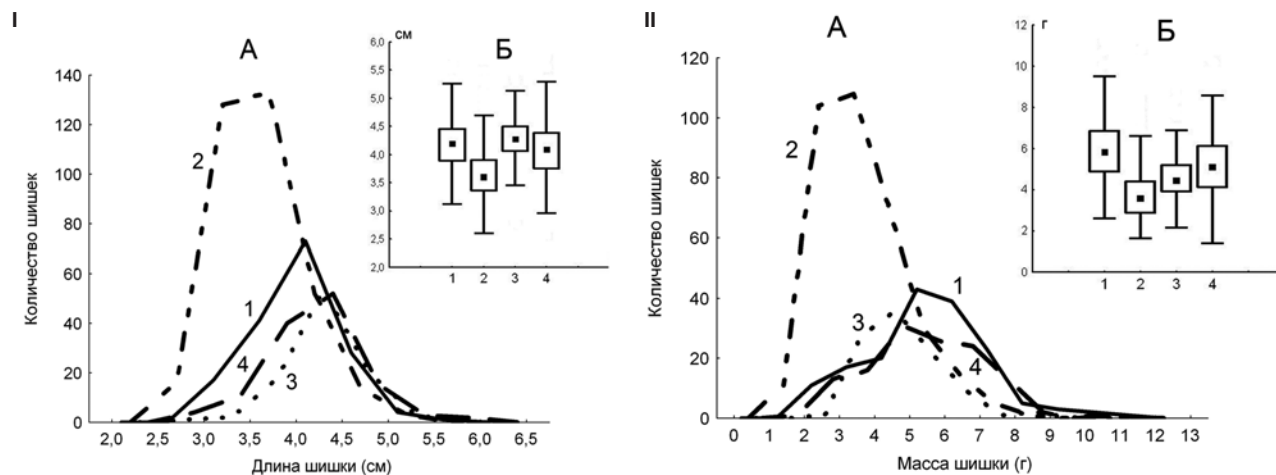 I
А
Количество шишек
140
120
100
80
60
40
20
0
2,0 2,5 3,0 3,5 4,0 4,5 5,0 5,5 6,0 6,5
Длина шишки (см)
2
1
4
3
см
Б
6,0
5,5
5,0
4,5
4,0
3,5
3,0
2,5
2,0
1 2 3 4
II
А
Количество шишек
120
100
80
60
40
20
0
0 1 2 3 4 5 6 7 8 9 10 11 12 13
Масса шишки (г)
2
1
3
4
г
Б
12
10
8
6
4
2
0
1 2 3 4